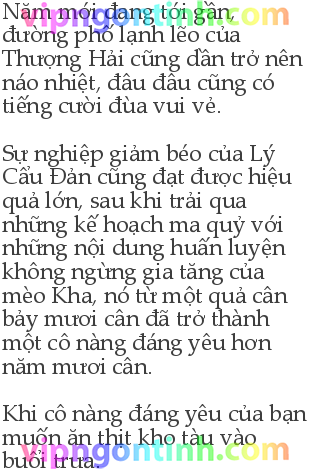 Năm mới đang tới gần,
vipngontinh.com
đường phố lạnh lẽo của
Thượng Hải cũng dần trở nên
náo nhiệt, đâu đâu cũng có
tiếng cười đùa vui vẻ.
Sự nghiệp giảm béo của Lý
Cẩu Đản cũng đạt được hiệu
quả lớn, sau khi trải qua
những kế hoạch ma quỷ với
những nội dung huấn luyện
không ngừng gia tăng của
mèo Kha, nó từ một quả cân
bảy mươi cân đã trở thành
một cô nàng đáng yêu hơn
năm mươi cân.
Khi cô nàng đáng yêu của bạn
muốn ăn thịt kho tàu vào
vipngontinh.com
buổi trưa.